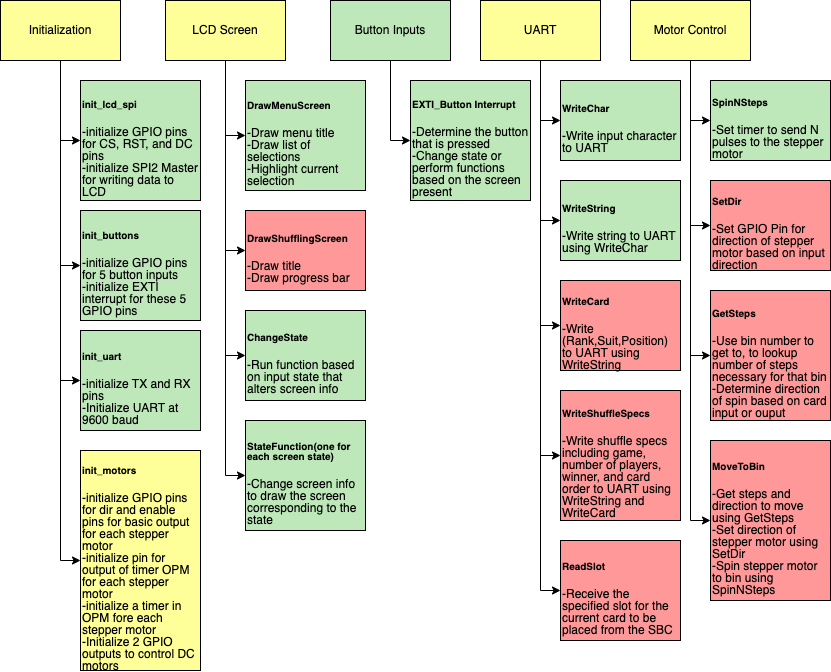 Initialization
LCD Screen
Button Inputs
UART
Motor Control
init_lcd_spi
-initialize GPIO pins
for CS, RST, and DC
pins
-initialize SPI2 Master
for writing data to
LCD
init_buttons
-initialize GPIO pins
for 5 button inputs
-initialize EXTI
interrupt for these 5
GPIO pins
init_uart
-initialize TX and RX
pins
-Initialize UART at
9600 baud
init_motors
-initialize GPIO pins
for dir and enable
pins for basic output
for each stepper
motor
-initialize pin for
output of timer OPM
for each stepper
motor
-initialize a timer in
OPM fore each
stepper motor
-Initialize 2 GPIO
outputs to control DC
motors
DrawMenuScreen
-Draw menu title
-Draw list of
selections
-Highlight current
selection
DrawShufflingScreen
-Draw title
-Draw progress bar
ChangeState
-Run function based
on input state that
alters screen info
StateFunction(one for
each screen state)
-Change screen info
to draw the screen
corresponding to the
state
EXTI_Button Interrupt
-Determine the button
that is pressed
-Change state or
perform functions
based on the screen
present
WriteChar
-Write input character
to UART
WriteString
-Write string to UART
using WriteChar
WriteCard
-Write
(Rank,Suit,Position)
to UART using
WriteString
WriteShuffleSpecs
-Write shuffle specs
including game,
number of players,
winner, and card
order to UART using
WriteString and
WriteCard
ReadSlot
-Receive the
specified slot for the
current card to be
placed from the SBC
SpinNSteps
-Set timer to send N
pulses to the stepper
motor
SetDir
-Set GPIO Pin for
direction of stepper
motor based on input
direction
GetSteps
-Use bin number to
get to, to lookup
number of steps
necessary for that bin
-Determine direction
of spin based on card
input or ouput
MoveToBin
-Get steps and
direction to move
using GetSteps
-Set direction of
stepper motor using
SetDir
-Spin stepper motor
to bin using
SpinNSteps